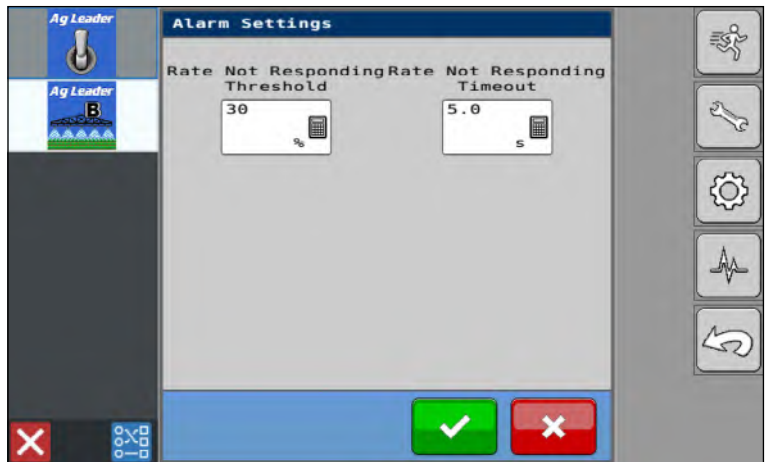 Ag Leader
Alarm Settings
Rate Not Responding Threshold
30
%
Rate Not Responding Timeout
5.0
s
Ag Leader
B